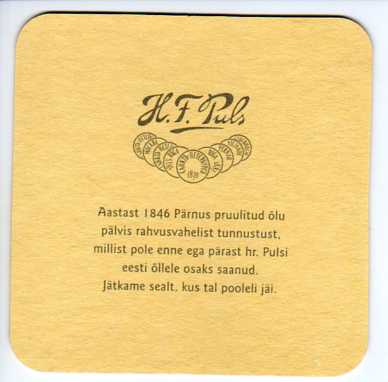 H. F. Puls
Aastast 1846 Pärnus pruulitud õlu
pälvis rahvusvahelist tunnustust,
millist pole enne ega pärast hr. Pulsi
eesti õllele osaks saanud.
Jätkame sealt, kus tal pooleli jäi.